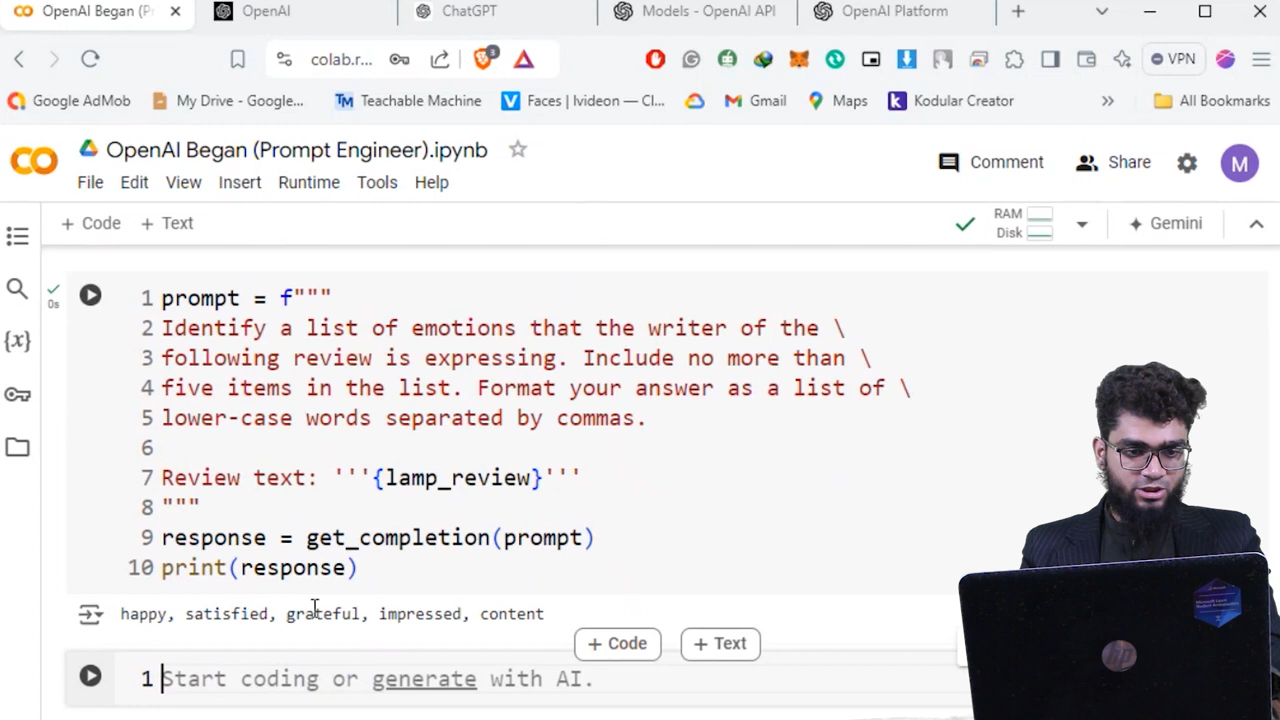 OpenAI Began (P
OpenAI
ChatGPT
Models - OpenAI API
OpenAI Platform
colab.r...
3
VPN
Google AdMob
My Drive - Google...
TM Teachable Machine
Faces | Ivideon — Cl...
Gmail
Maps
Kodular Creator
»
All Bookmarks
OpenAI Began (Prompt Engineer).ipynb
Comment
Share
M
File Edit View Insert Runtime Tools Help
+ Code + Text
RAM
Disk
Gemini
0s
1 prompt = f"""
2 Identify a list of emotions that the writer of the \
3 following review is expressing. Include no more than \
4 five items in the list. Format your answer as a list of \
5 lower-case words separated by commas.
6
7 Review text: '''{lamp_review}'''
8 """
9 response = get_completion(prompt)
10 print(response)
happy, satisfied, grateful, impressed, content
+ Code + Text
1 Start coding or generate with AI.
hp